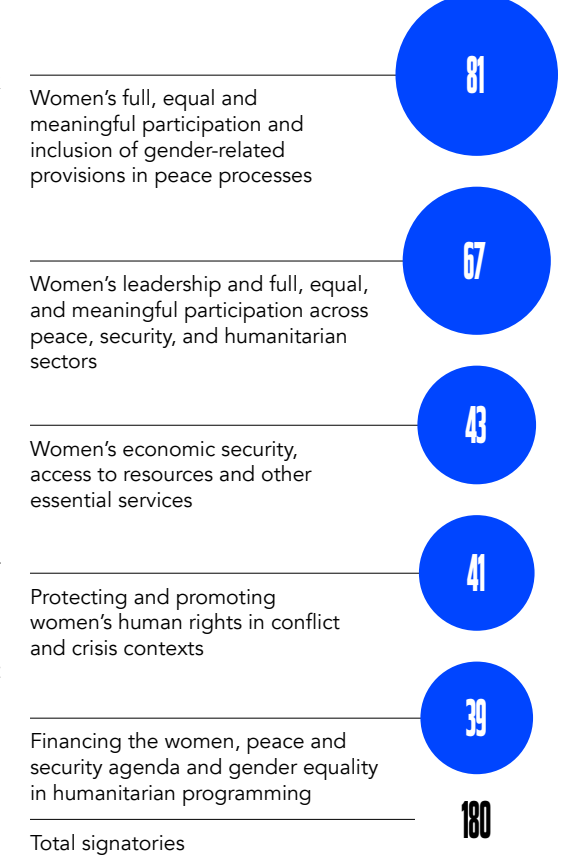 81
Women’s full, equal and
meaningful participation and
inclusion of gender-related
provisions in peace processes
67
Women’s leadership and full, equal,
and meaningful participation across
peace, security, and humanitarian
sectors
43
Women’s economic security,
access to resources and other
essential services
41
Protecting and promoting
women’s human rights in conflict
and crisis contexts
39
Financing the women, peace and
security agenda and gender equality
in humanitarian programming
180
Total signatories